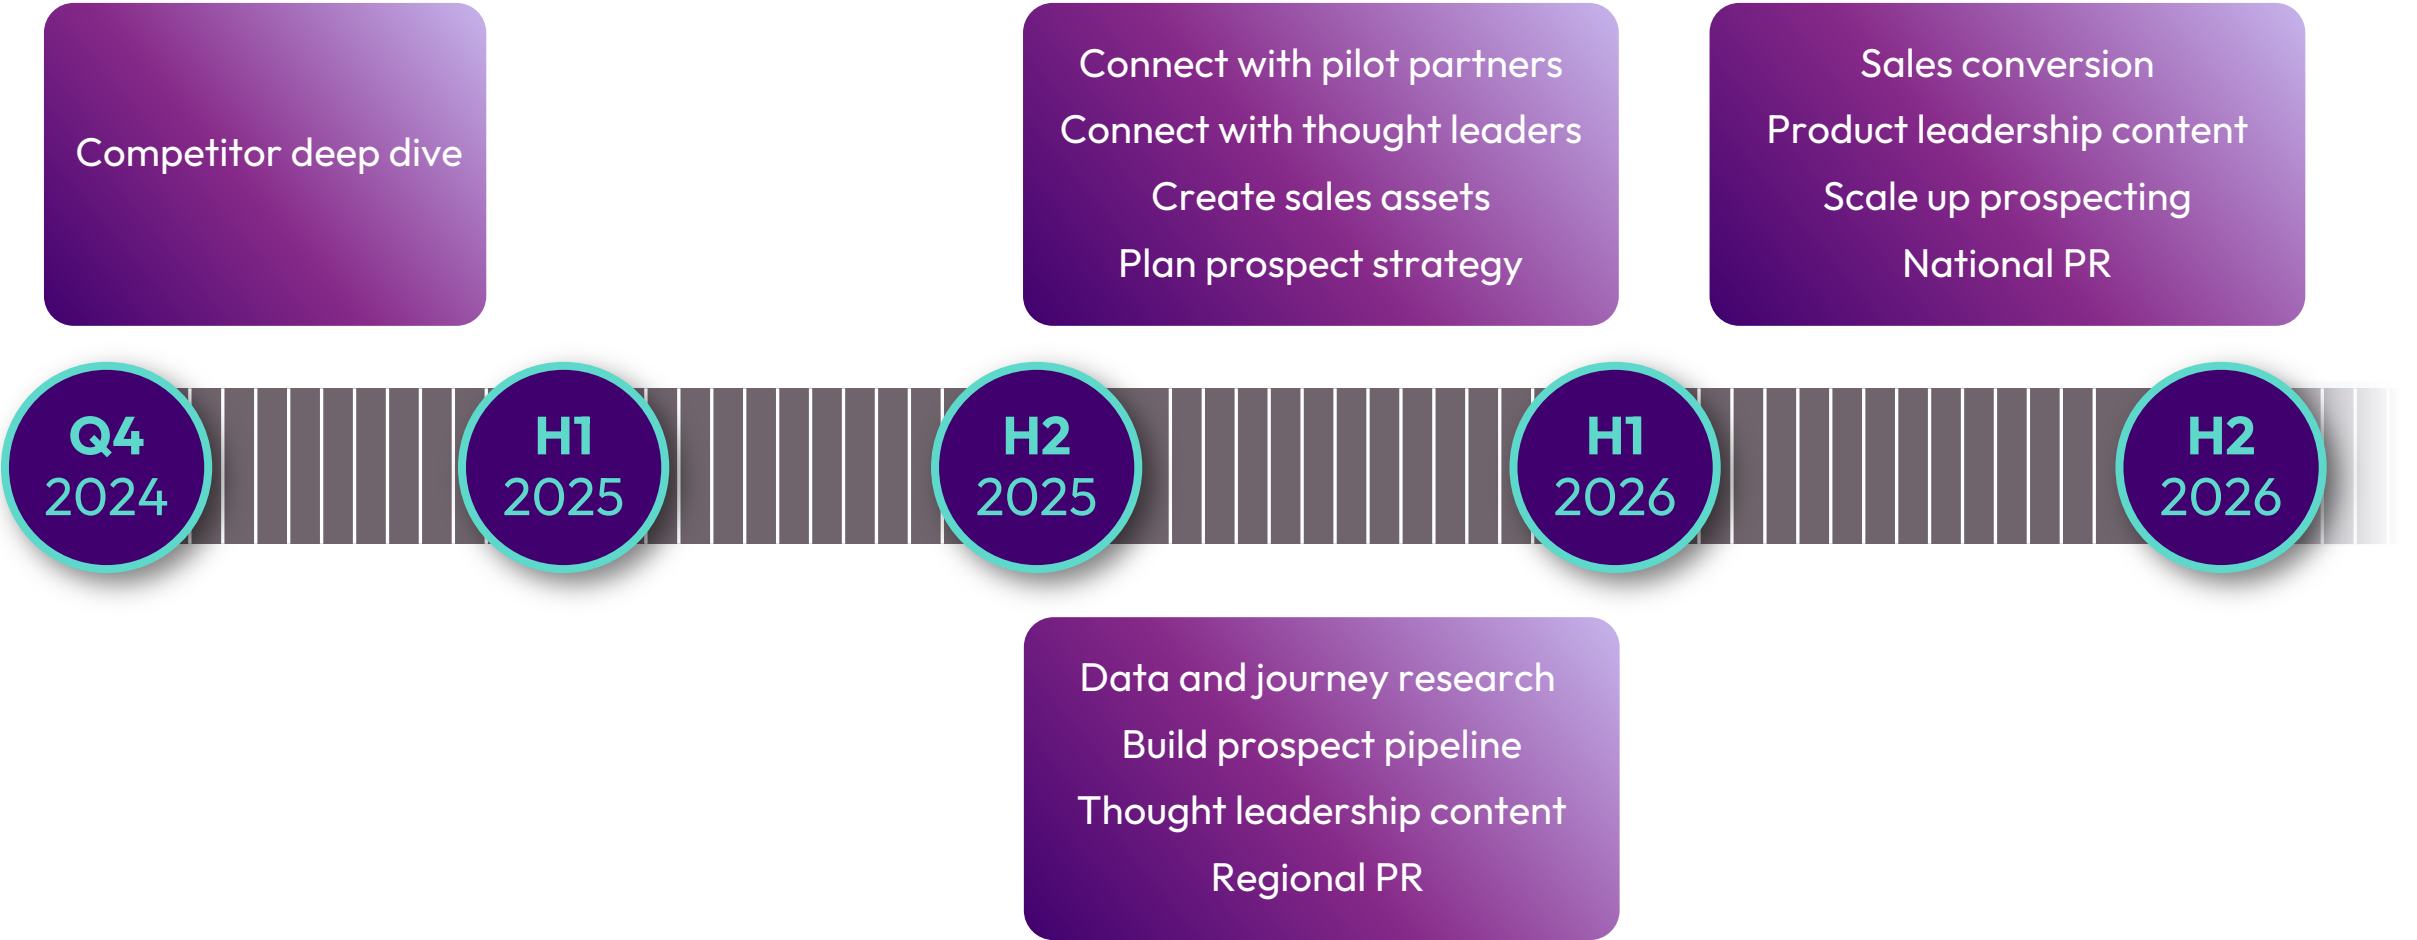 Competitor deep dive
Connect with pilot partners
Connect with thought leaders
Create sales assets
Plan prospect strategy
Sales conversion
Product leadership content
Scale up prospecting
National PR
Q4
2024
H1
2025
H2
2025
H1
2026
H2
2026
Data and journey research
Build prospect pipeline
Thought leadership content
Regional PR